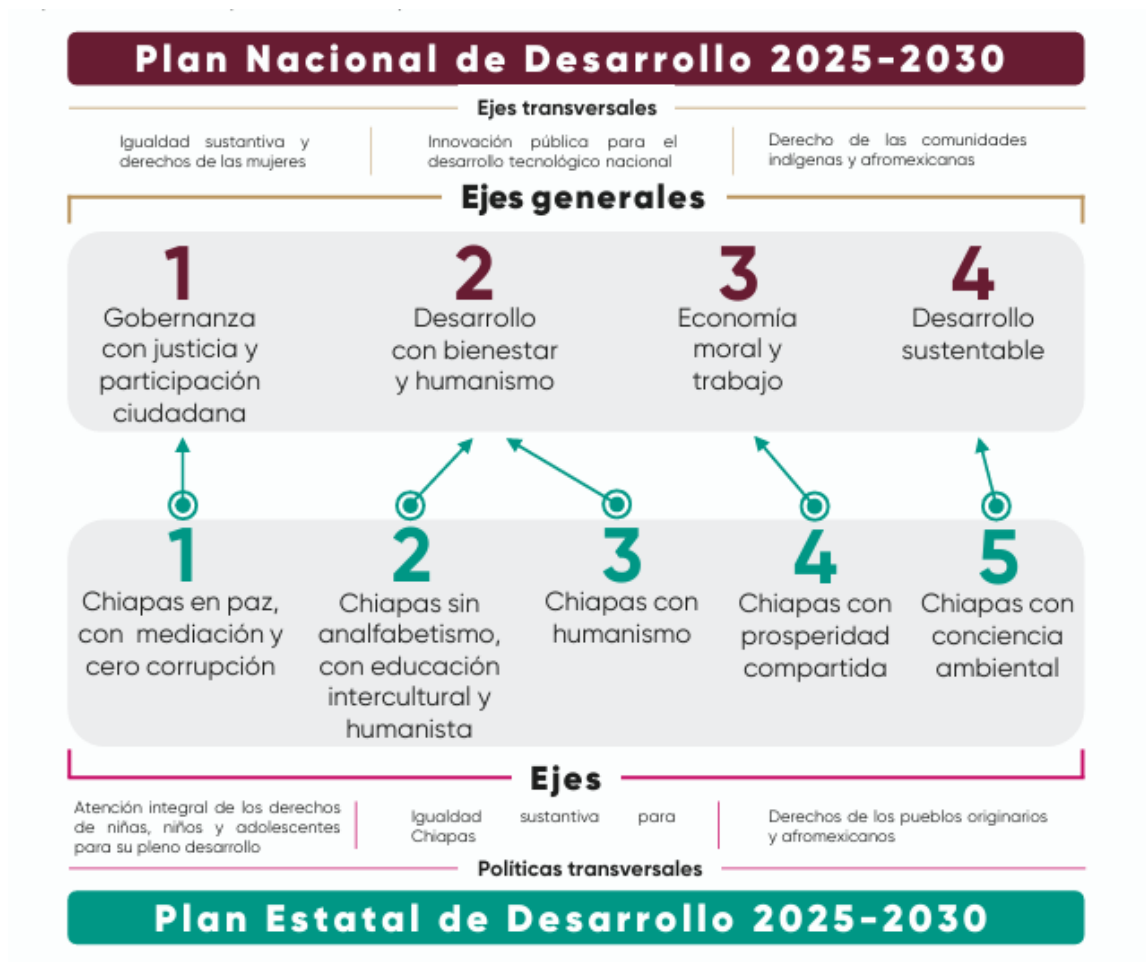 Plan Nacional de Desarrollo 2025-2030
Ejes transversales
Igualdad sustantiva y
derechos de las mujeres
Innovación pública para el
desarrollo tecnológico nacional
Derecho de las comunidades
indígenas y afromexicanas
Ejes generales
1
Gobernanza
con justicia y
participación
ciudadana
2
Desarrollo
con bienestar
y humanismo
3
Economía
moral y
trabajo
4
Desarrollo
sustentable
1
Chiapas en paz,
con mediación y
cero corrupción
2
Chiapas sin
analfabetismo,
con educación
intercultural y
humanista
3
Chiapas con
humanismo
4
Chiapas con
prosperidad
compartida
5
Chiapas con
conciencia
ambiental
Ejes
Atención integral de los derechos
de niñas, niños y adolescentes
para su pleno desarrollo
Igualdad sustantiva para
Chiapas
Derechos de los pueblos originarios
y afromexicanos
Políticas transversales
Plan Estatal de Desarrollo 2025-2030